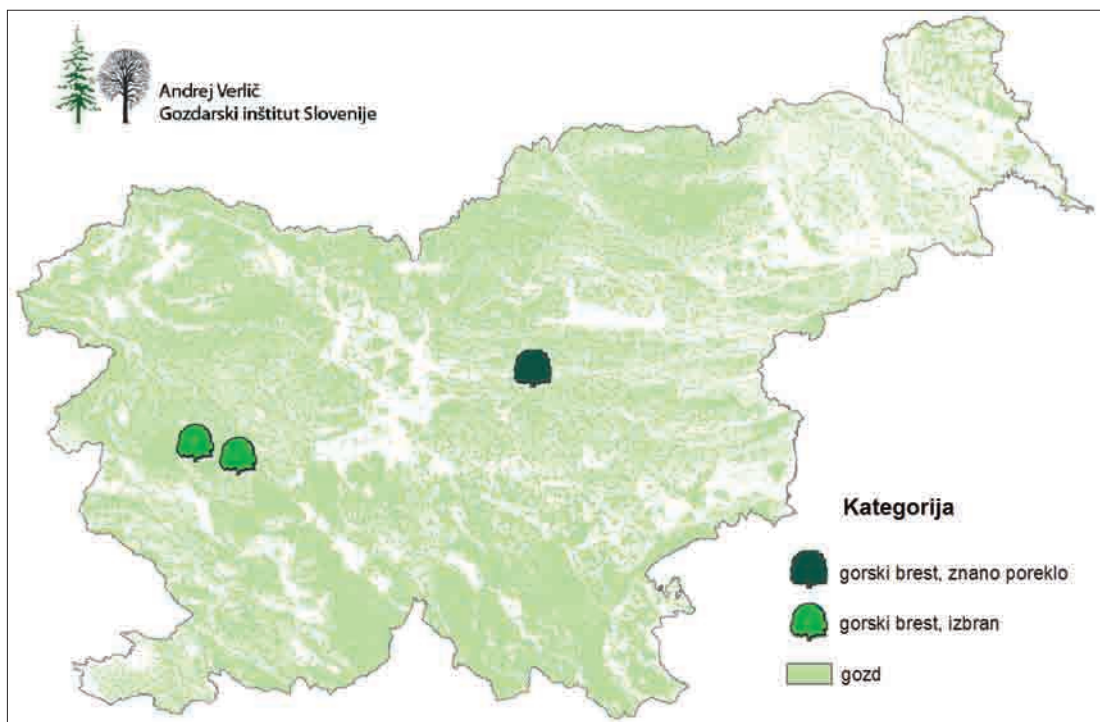 Andrej Verlič
Gozdarski inštitut Slovenije
Kategorija
gorski brest, znano poreklo
gorski brest, izbran
gozd